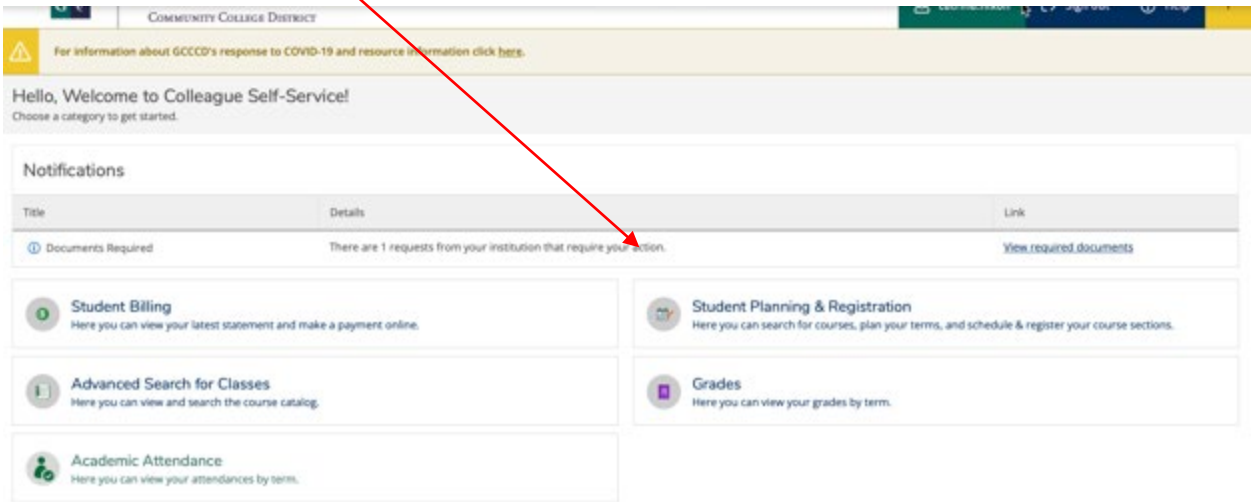 COMMUNITY COLLEGE DISTRICT
For information about GCCCD's response to COVID-19 and resource information click here.
Hello, Welcome to Colleague Self-Service!
Choose a category to get started.
Notifications
Title Details Link
Documents Required There are 1 requests from your institution that require your action. View required documents
Student Billing
Here you can view your latest statement and make a payment online.
Student Planning & Registration
Here you can search for courses, plan your terms, and schedule & register your course sections.
Advanced Search for Classes
Here you can view and search the course catalog.
Grades
Here you can view your grades by term.
Academic Attendance
Here you can view your attendances by term.